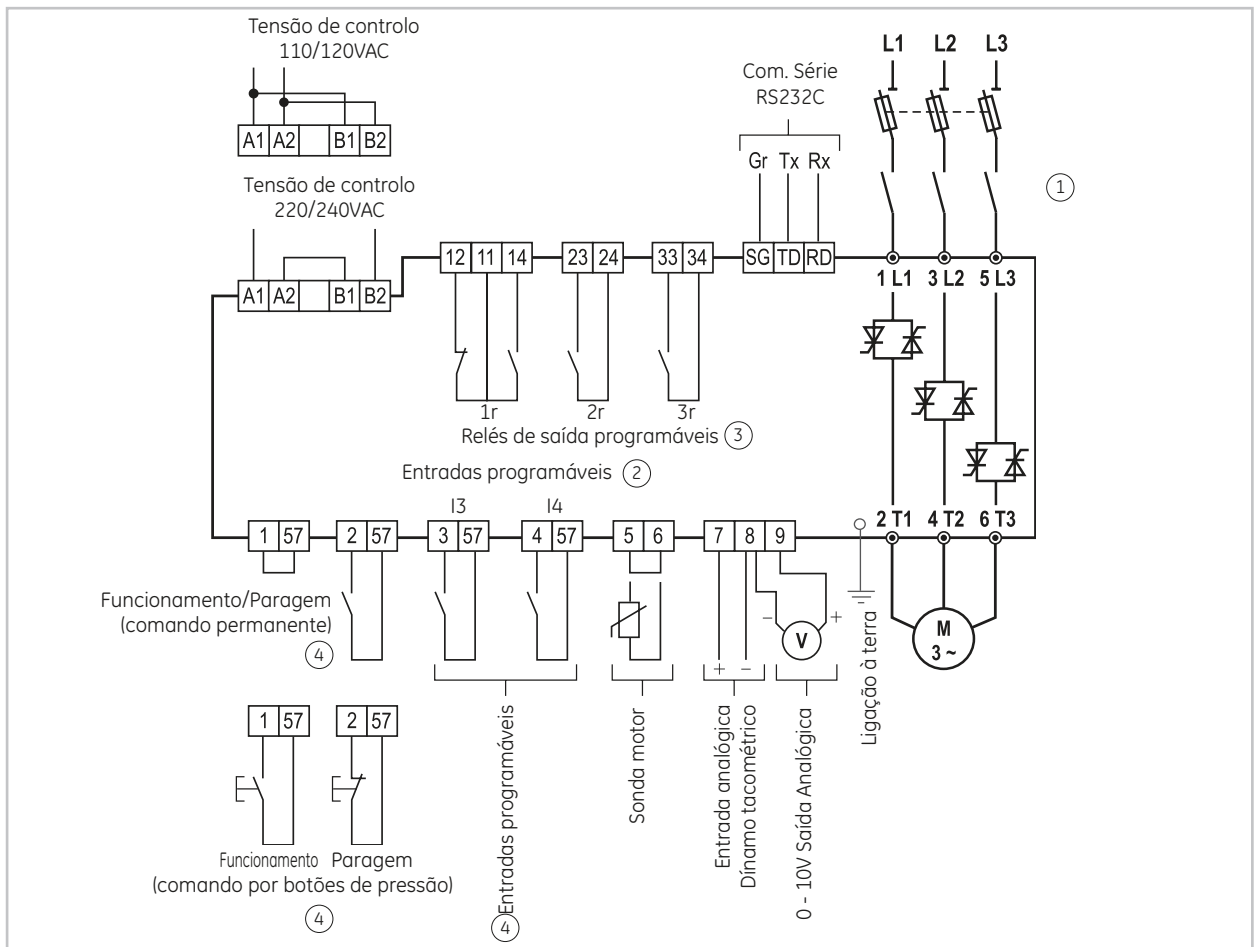 Tensão de controlo
110/120VAC
A1 A2 B1 B2
Tensão de controlo
220/240VAC
A1 A2 B1 B2
Com. Série
RS232C
Gr Tx Rx
SG TD RD
L1 L2 L3
1
12 11 14
23 24
33 34
1 L1 3 L2 5 L3
1r 2r 3r
Relés de saída programáveis 3
Entradas programáveis 2
I3 I4
1 57
2 57
3 57
4 57
5 6
7 8 9
2 T1 4 T2 6 T3
Funcionamento/Paragem
(comando permanente)
4
- +
V
+ -
M
3 ~
Ligação à terra
1 57
2 57
Funcionamento Paragem
(comando por botões de pressão)
4
Entradas programáveis
4
Sonda motor
Entrada analógica
Dínamo tacométrico
0 - 10V Saída Analógica